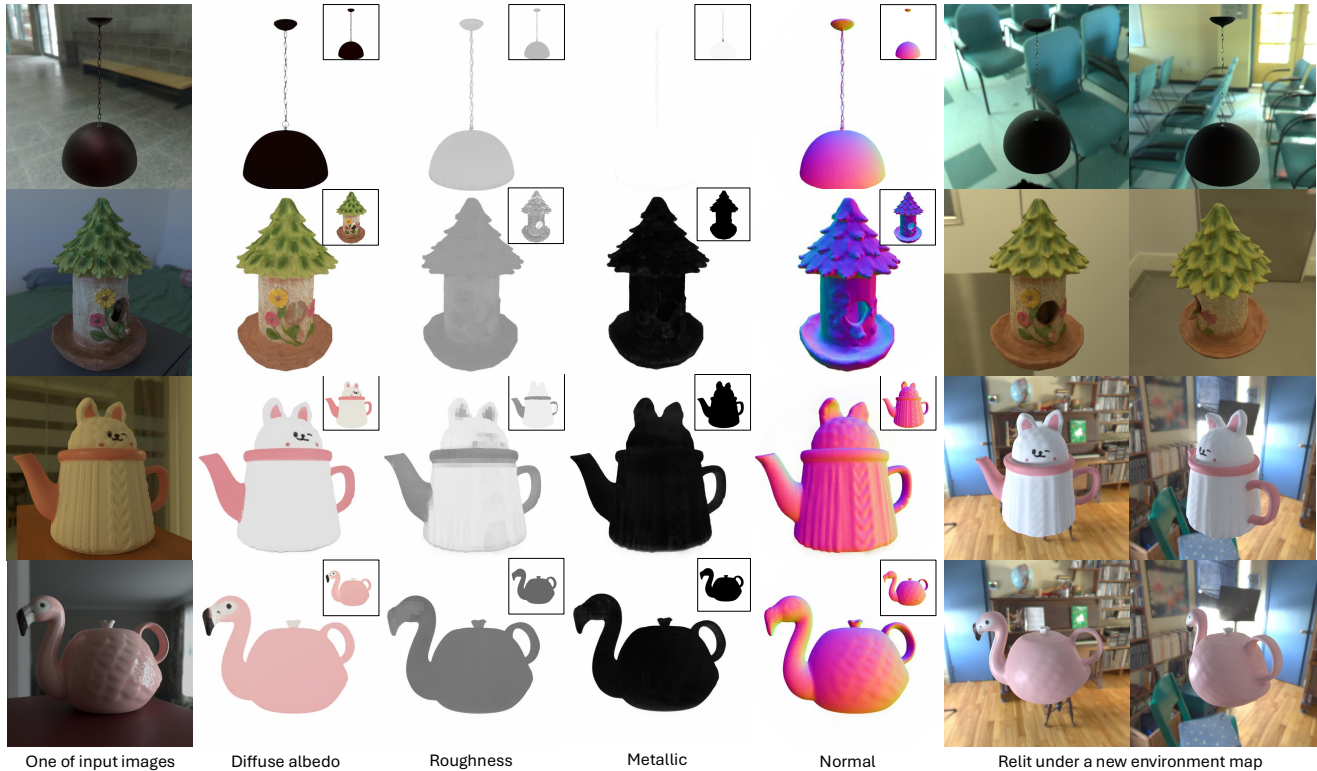 One of input images
Diffuse albedo
Roughness
Metallic
Normal
Relit under a new environment map